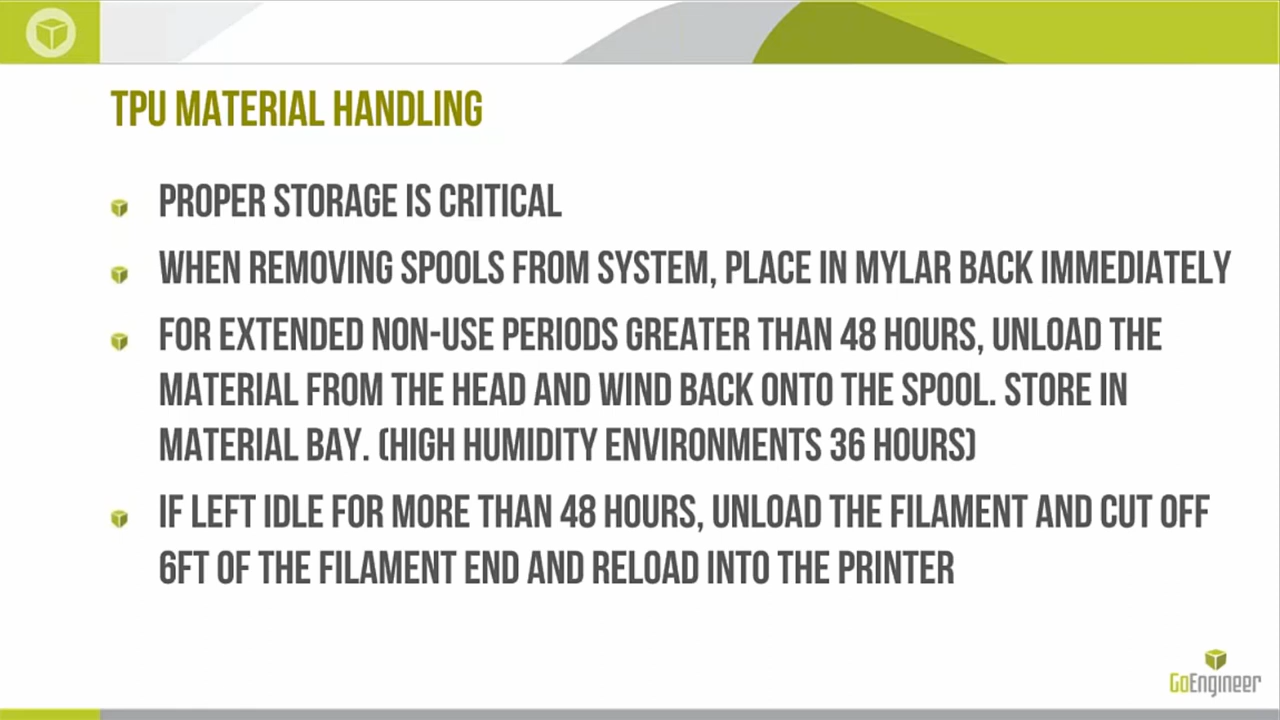 TPU MATERIAL HANDLING
PROPER STORAGE IS CRITICAL
WHEN REMOVING SPOOLS FROM SYSTEM, PLACE IN MYLAR BACK IMMEDIATELY
FOR EXTENDED NON-USE PERIODS GREATER THAN 48 HOURS, UNLOAD THE
MATERIAL FROM THE HEAD AND WIND BACK ONTO THE SPOOL. STORE IN
MATERIAL BAY. (HIGH HUMIDITY ENVIRONMENTS 36 HOURS)
IF LEFT IDLE FOR MORE THAN 48 HOURS, UNLOAD THE FILAMENT AND CUT OFF
6FT OF THE FILAMENT END AND RELOAD INTO THE PRINTER
GoEngineer